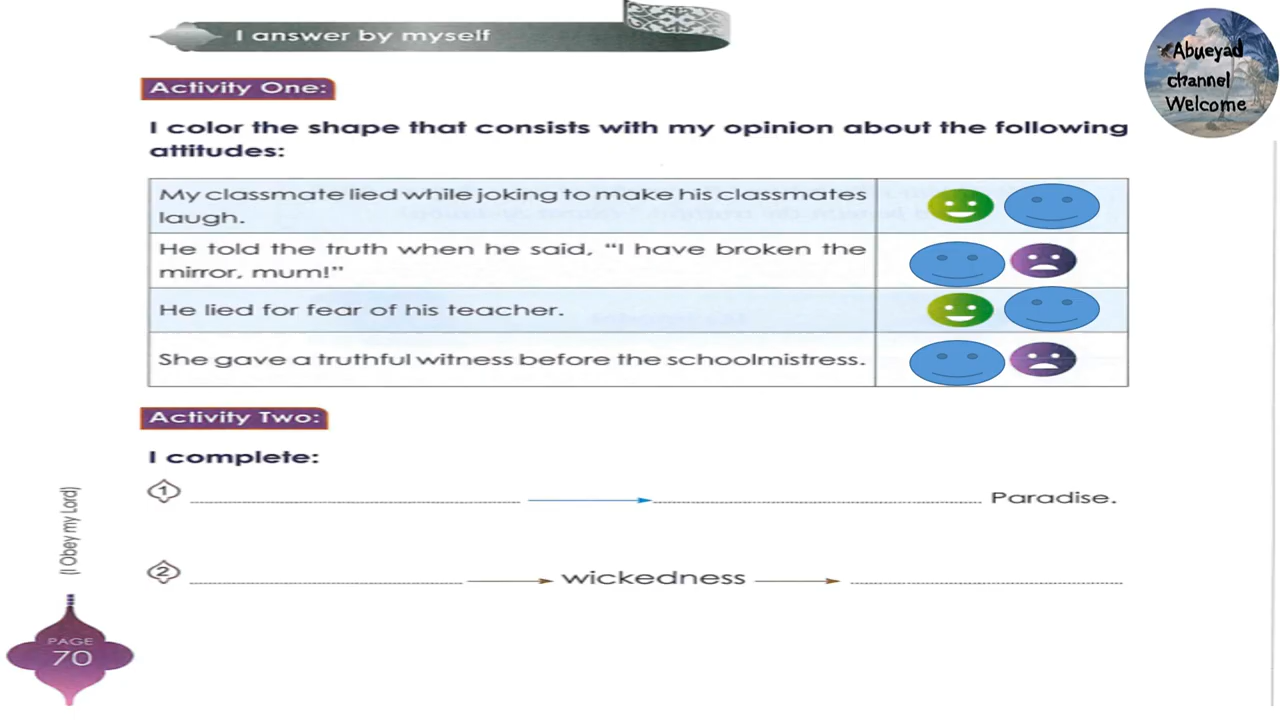 I answer by myself
Abueyad
channel
Welcome
Activity One:
I color the shape that consists with my opinion about the following
attitudes:
My classmate lied while joking to make his classmates
laugh.
He told the truth when he said, “I have broken the
mirror, mum!”
He lied for fear of his teacher.
She gave a truthful witness before the schoolmistress.
Activity Two:
I complete:
1 ........................ ........................ Paradise.
2 ........................ wickedness ........................
(I Obey my Lord)
PAGE
70